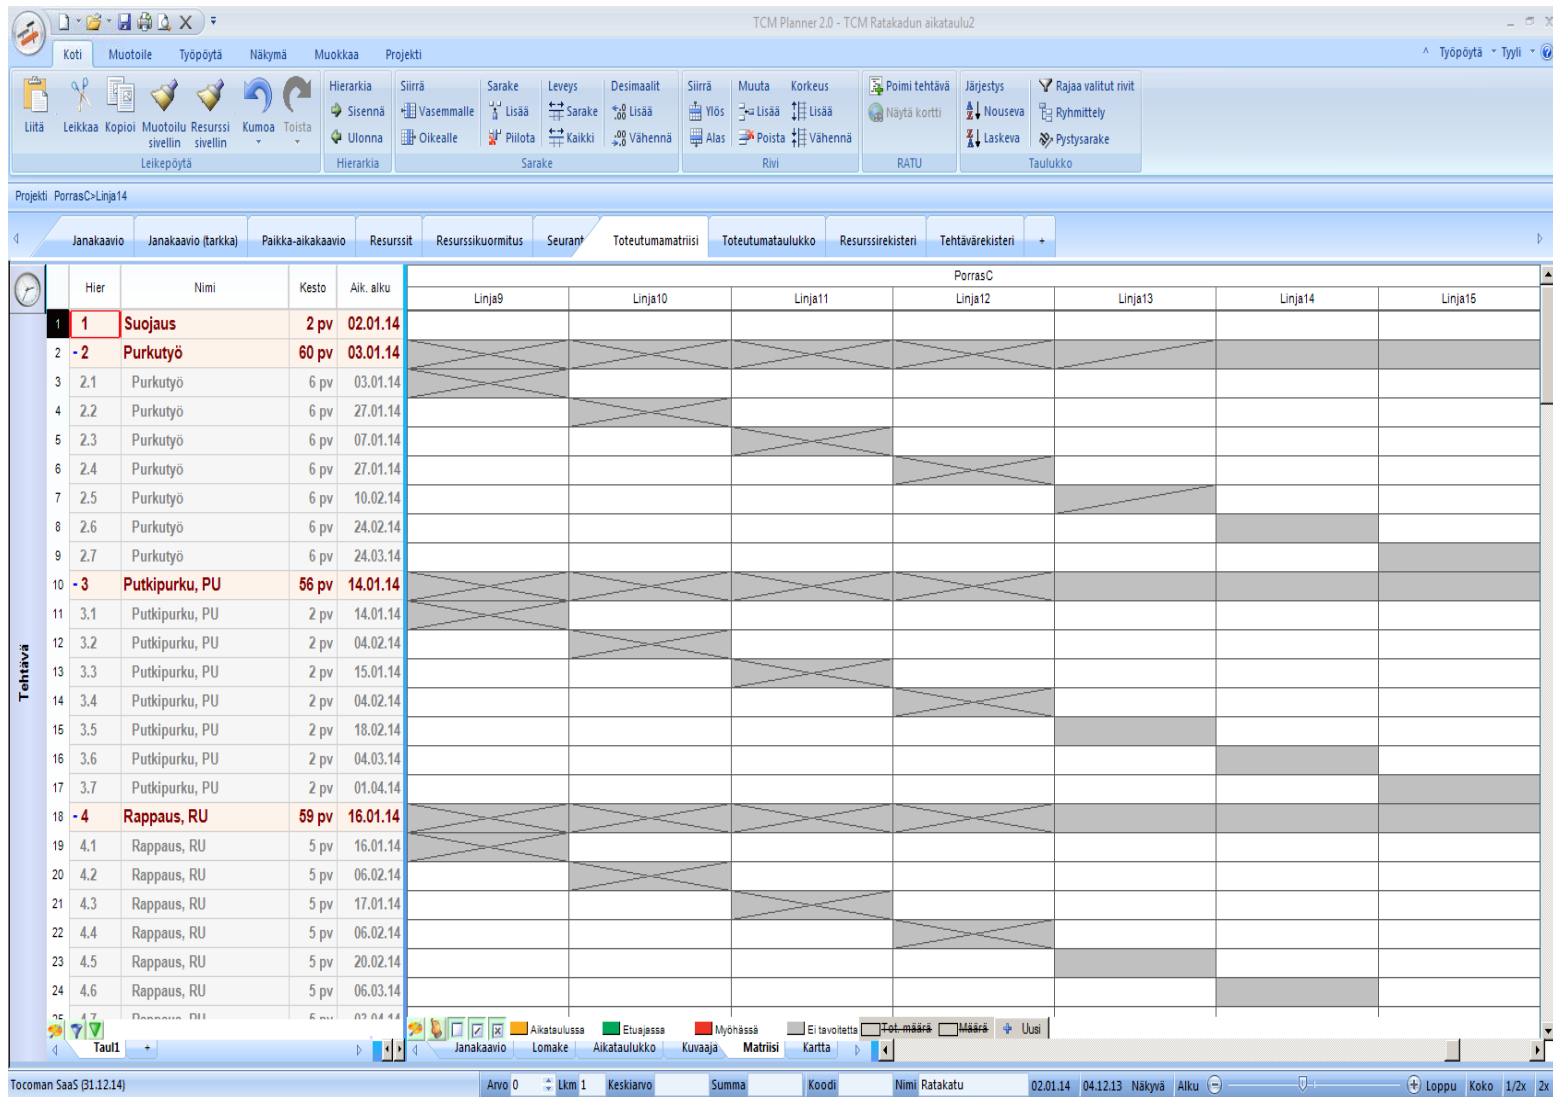 TCM Planner 2.0 - TCM Ratakadun aikataulu2
Koti Muotoile Työpöytä Näkymä Muokkaa Projekti
^ Työpöytä Tyyli
Liitä Leikkaa Kopioi Muotoilu sivellin Resurssi sivellin Kumoa Toista
Leikepöytä
Hierarkia
Sisennä
Ulonna
Hierarkia
Siirrä Sarake Leveys Desimaalit
Vasemmalle Lisää Sarake Lisää
Oikealle Piilota Kaikki Vähennä
Sarake
Siirrä Muuta Korkeus
Ylös Lisää Lisää
Alas Poista Vähennä
Rivi
Poimi tehtävä
Näytä kortti
RATU
Järjestys Rajaa valitut rivit
Nouseva Ryhmittely
Laskeva Pystysarake
Taulukko
Projekti PorrasC>Linja14
Janakaavio Janakaavio (tarkka) Paikka-aikakaavio Resurssit Resurssikuormitus Seurant Toteutumamatriisi Toteutumataulukko Resurssirekisteri Tehtävärekisteri +
Hier Nimi Kesto Aik. alku
PorrasC
Linja9 Linja10 Linja11 Linja12 Linja13 Linja14 Linja15
Tehtävä
1 1 Suojaus 2 pv 02.01.14
2 - 2 Purkutyö 60 pv 03.01.14
3 2.1 Purkutyö 6 pv 03.01.14
4 2.2 Purkutyö 6 pv 27.01.14
5 2.3 Purkutyö 6 pv 07.01.14
6 2.4 Purkutyö 6 pv 27.01.14
7 2.5 Purkutyö 6 pv 10.02.14
8 2.6 Purkutyö 6 pv 24.02.14
9 2.7 Purkutyö 6 pv 24.03.14
10 - 3 Putkipurku, PU 56 pv 14.01.14
11 3.1 Putkipurku, PU 2 pv 14.01.14
12 3.2 Putkipurku, PU 2 pv 04.02.14
13 3.3 Putkipurku, PU 2 pv 15.01.14
14 3.4 Putkipurku, PU 2 pv 04.02.14
15 3.5 Putkipurku, PU 2 pv 18.02.14
16 3.6 Putkipurku, PU 2 pv 04.03.14
17 3.7 Putkipurku, PU 2 pv 01.04.14
18 - 4 Rappaus, RU 59 pv 16.01.14
19 4.1 Rappaus, RU 5 pv 16.01.14
20 4.2 Rappaus, RU 5 pv 06.02.14
21 4.3 Rappaus, RU 5 pv 17.01.14
22 4.4 Rappaus, RU 5 pv 06.02.14
23 4.5 Rappaus, RU 5 pv 20.02.14
24 4.6 Rappaus, RU 5 pv 06.03.14
Aikataulussa Etuajassa Myöhässä Ei tavoitetta Tot. määrä Määrä Uusi
Taul1 +
Janakaavio Lomake Aikataulukko Kuvaaja Matriisi Kartta
Tocoman SaaS (31.12.14) Arvo 0 Lkm 1 Keskiarvo Summa Koodi Nimi Ratakatu 02.01.14 04.12.13 Näkyvä Alku Loppu Koko 1/2x 2x